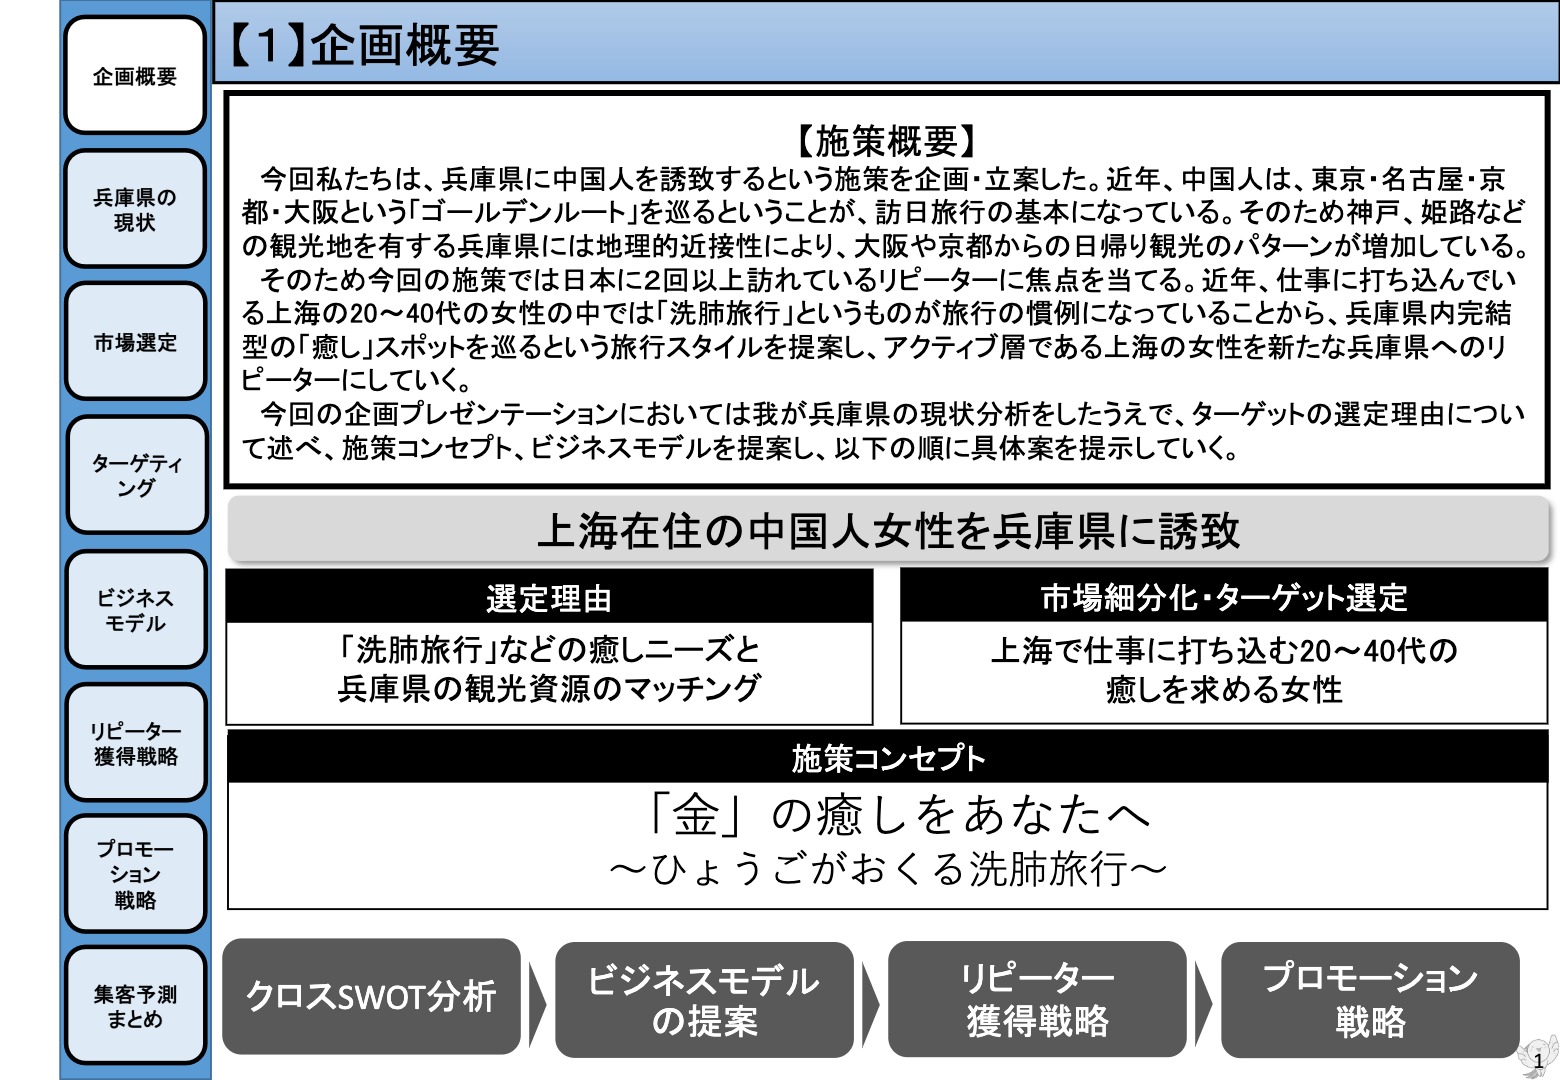 企画概要
兵庫県の
現状
市場選定
ターゲティ
ング
ビジネス
モデル
リピーター
獲得戦略
プロモー
ション
戦略
集客予測
まとめ
【１】企画概要
【施策概要】
今回私たちは、兵庫県に中国人を誘致するという施策を企画・立案した。近年、中国人は、東京・名古屋・京
都・大阪という「ゴールデンルート」を巡るということが、訪日旅行の基本になっている。そのため神戸、姫路など
の観光地を有する兵庫県には地理的近接性により、大阪や京都からの日帰り観光のパターンが増加している。
そのため今回の施策では日本に２回以上訪れているリピーターに焦点を当てる。近年、仕事に打ち込んでい
る上海の20～40代の女性の中では「洗肺旅行」というものが旅行の慣例になっていることから、兵庫県内完結
型の「癒し」スポットを巡るという旅行スタイルを提案し、アクティブ層である上海の女性を新たな兵庫県へのリ
ピーターにしていく。
今回の企画プレゼンテーションにおいては我が兵庫県の現状分析をしたうえで、ターゲットの選定理由につい
て述べ、施策コンセプト、ビジネスモデルを提案し、以下の順に具体案を提示していく。
上海在住の中国人女性を兵庫県に誘致
選定理由
「洗肺旅行」などの癒しニーズと
兵庫県の観光資源のマッチング
市場細分化・ターゲット選定
上海で仕事に打ち込む20～40代の
癒しを求める女性
施策コンセプト
「金」の癒しをあなたへ
～ひょうごがおくる洗肺旅行～
クロスSWOT分析
ビジネスモデル
の提案
リピーター
獲得戦略
プロモーション
戦略
1